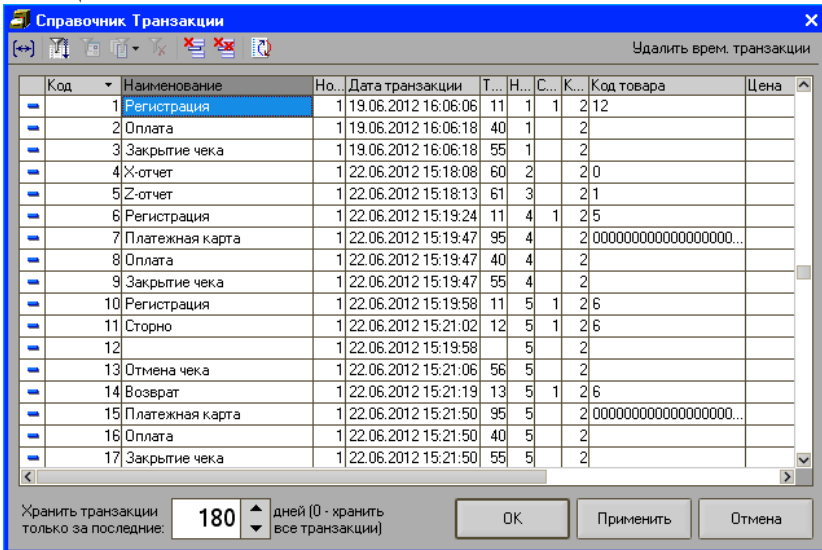 Справочник Транзакции
Удалить врем. транзакции
Код Наименование Но... Дата транзакции Т... Н... С... К... Код товара Цена
1 Регистрация 1 19.06.2012 16:06:06 11 1 1 2 12
2 Оплата 1 19.06.2012 16:06:18 40 1 2
3 Закрытие чека 1 19.06.2012 16:06:18 55 1 2
4 X-отчет 1 22.06.2012 15:18:08 60 2 2 0
5 Z-отчет 1 22.06.2012 15:18:13 61 3 2 1
6 Регистрация 1 22.06.2012 15:19:24 11 4 1 2 5
7 Платежная карта 1 22.06.2012 15:19:47 95 4 2 000000000000000000...
8 Оплата 1 22.06.2012 15:19:47 40 4 2
9 Закрытие чека 1 22.06.2012 15:19:47 55 4 2
10 Регистрация 1 22.06.2012 15:19:58 11 5 1 2 6
11 Сторно 1 22.06.2012 15:21:02 12 5 1 2 6
12 1 22.06.2012 15:19:58 5 2
13 Отмена чека 1 22.06.2012 15:21:06 56 5 2
14 Возврат 1 22.06.2012 15:21:19 13 5 1 2 6
15 Платежная карта 1 22.06.2012 15:21:50 95 5 2 000000000000000000...
16 Оплата 1 22.06.2012 15:21:50 40 5 2
17 Закрытие чека 1 22.06.2012 15:21:50 55 5 2
Хранить транзакции
только за последние:
180
дней (0 - хранить
все транзакции)
OK
Применить
Отмена